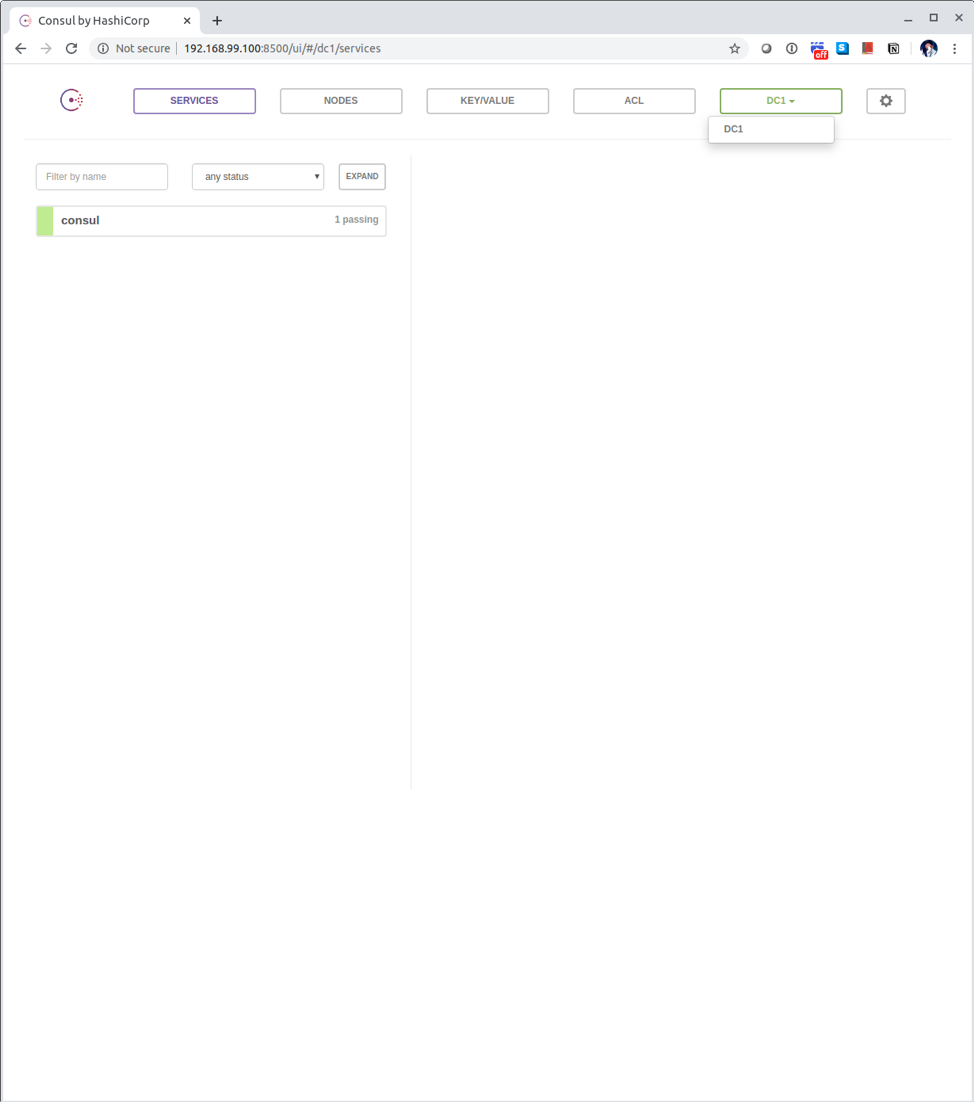 Consul by HashiCorp
Not secure 192.168.99.100:8500/ui/#/dc1/services
off S N
SERVICES NODES KEY/VALUE ACL DC1
DC1
Filter by name any status EXPAND
consul 1 passing